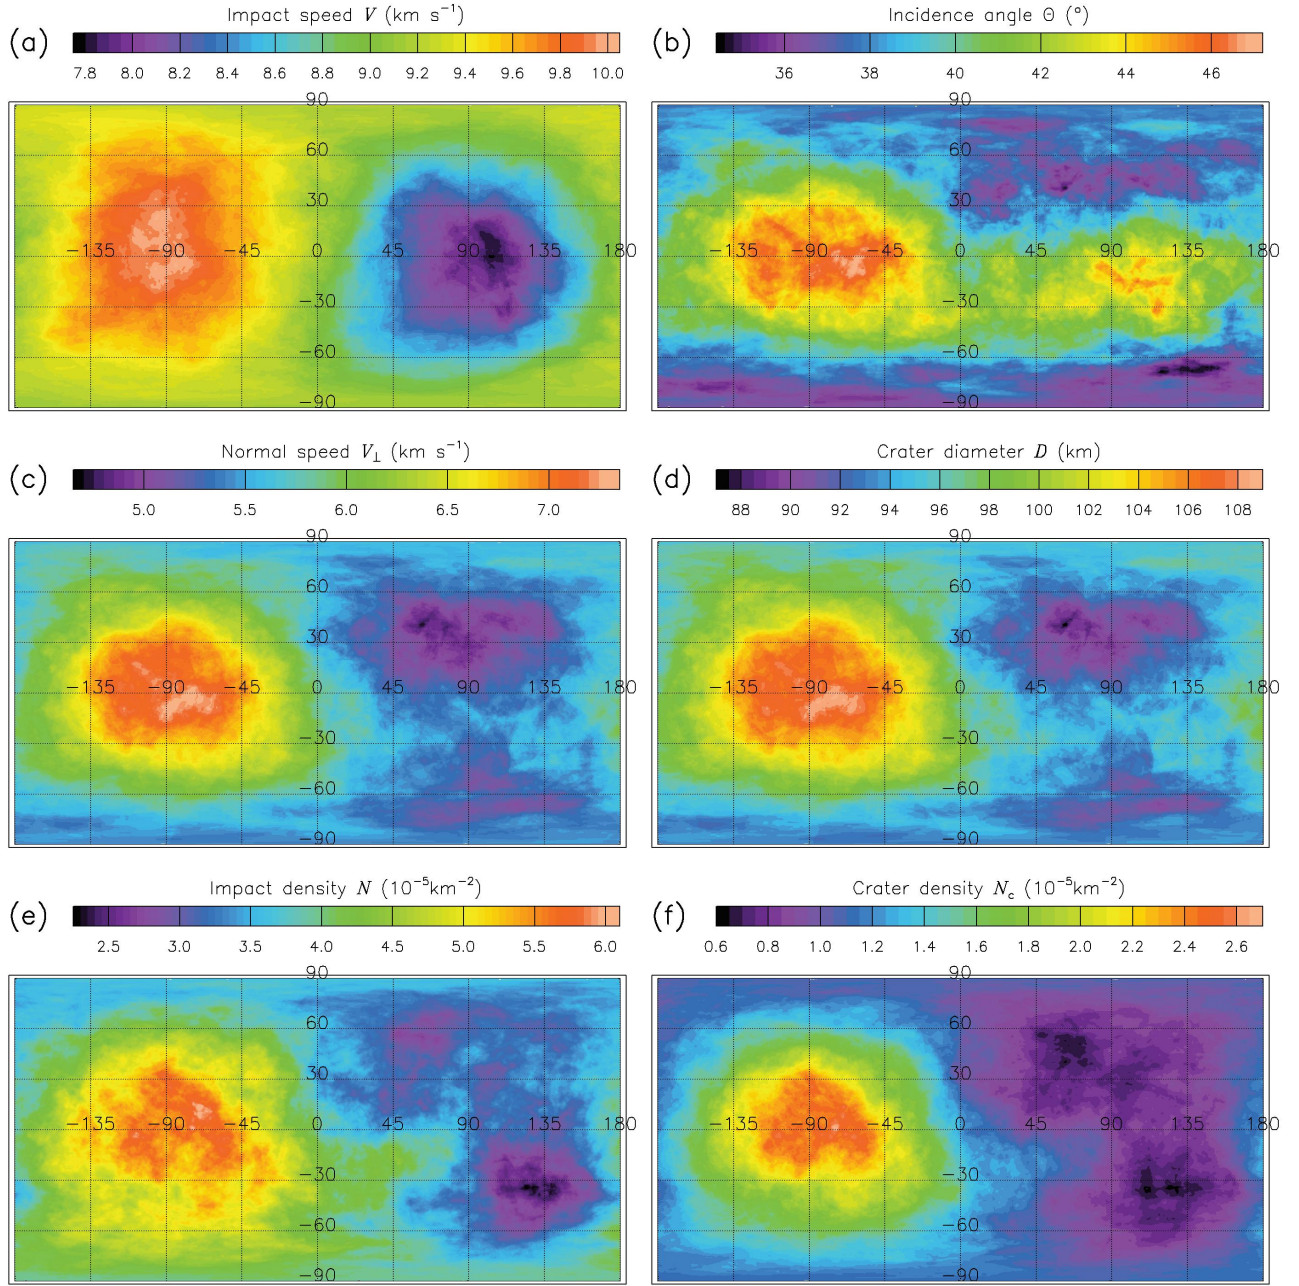 (a) Impact speed V (km s⁻¹)
7.8 8.0 8.2 8.4 8.6 8.8 9.0 9.2 9.4 9.6 9.8 10.0
90
60
30
−135 −90 −45 0 45 90 135 180
−30
−60
−90
(b) Incidence angle Θ (°)
36 38 40 42 44 46
90
60
30
−135 −90 −45 0 45 90 135 180
−30
−60
−90
(c) Normal speed V⊥ (km s⁻¹)
5.0 5.5 6.0 6.5 7.0
90
60
30
−135 −90 −45 0 45 90 135 180
−30
−60
−90
(d) Crater diameter D (km)
88 90 92 94 96 98 100 102 104 106 108
90
60
30
−135 −90 −45 0 45 90 135 180
−30
−60
−90
(e) Impact density N (10⁻⁵km⁻²)
2.5 3.0 3.5 4.0 4.5 5.0 5.5 6.0
90
60
30
−135 −90 −45 0 45 90 135 180
−30
−60
−90
(f) Crater density N_c (10⁻⁵km⁻²)
0.6 0.8 1.0 1.2 1.4 1.6 1.8 2.0 2.2 2.4 2.6
90
60
30
−135 −90 −45 0 45 90 135 180
−30
−60
−90